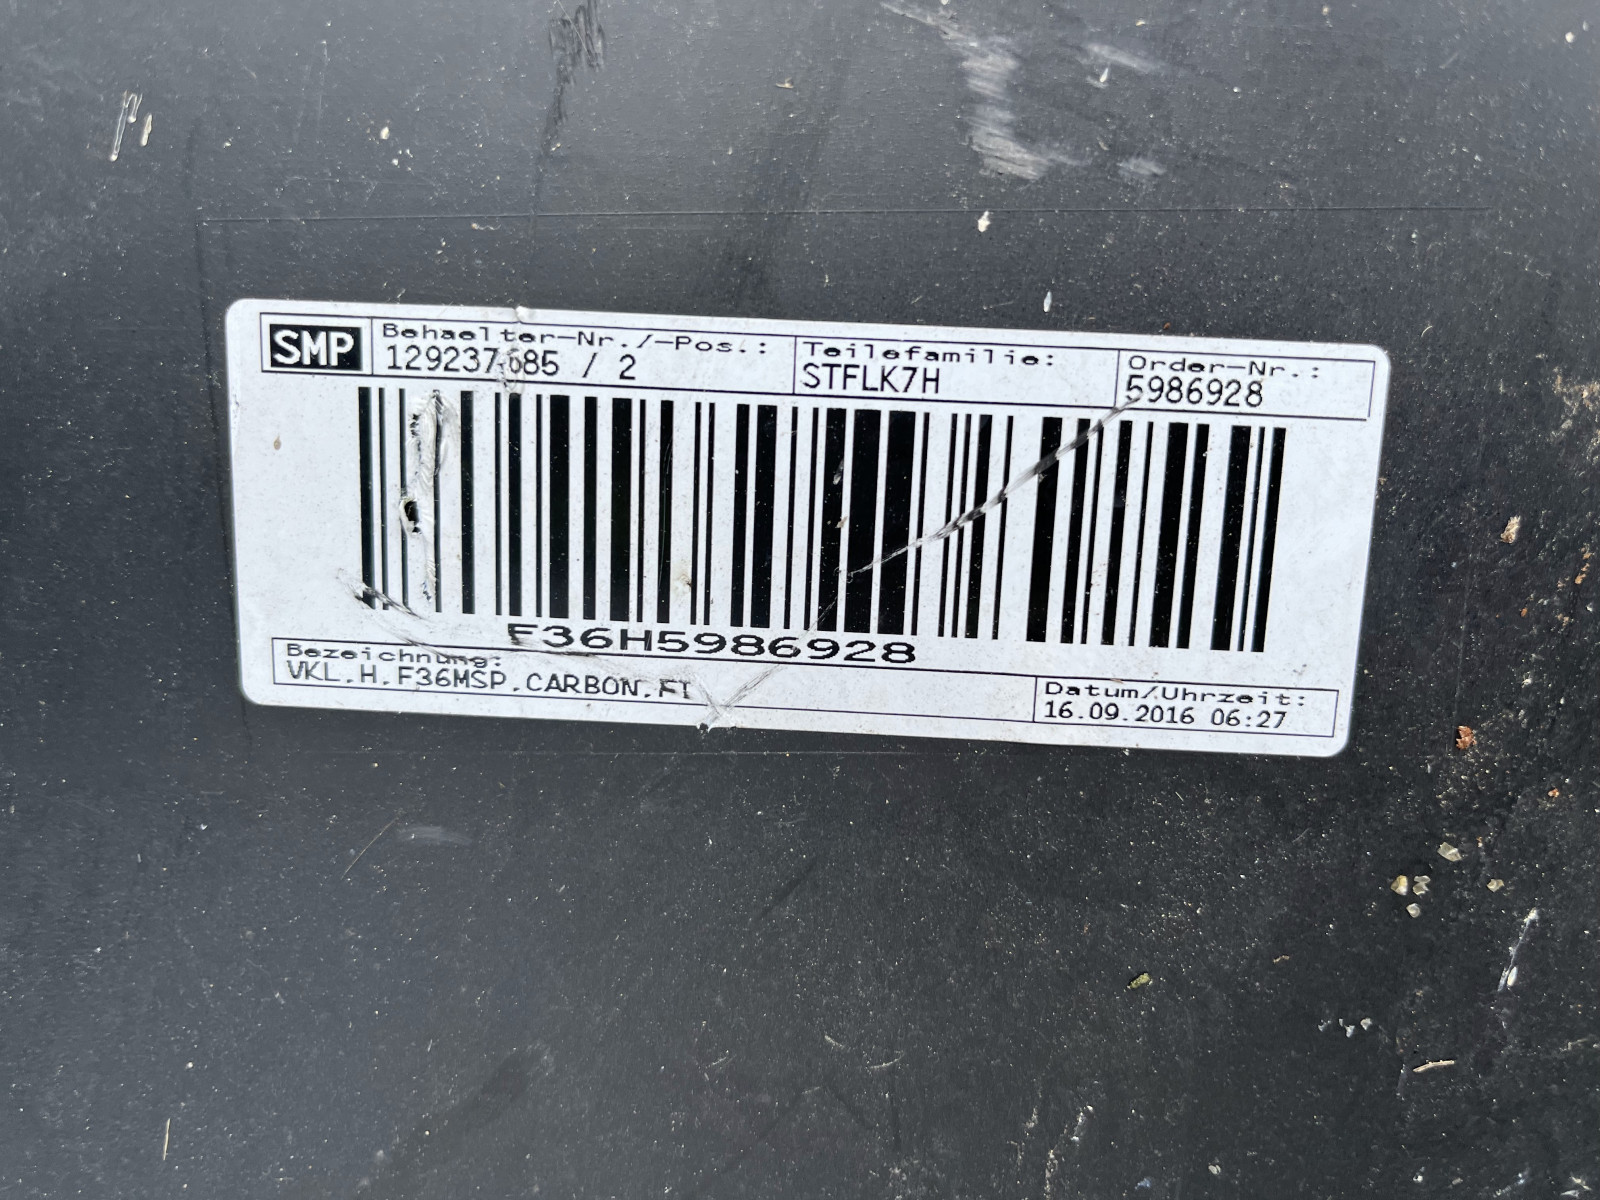 SMP
Behaelter-Nr./-Pos.:
129237685 / 2
Teilefamilie:
STFLK7H
Order-Nr.:
5986928
F36H5986928
Bezeichnung:
VKL.H.F36MSP.CARBON.FI
Datum/Uhrzeit:
16.09.2016 06:27